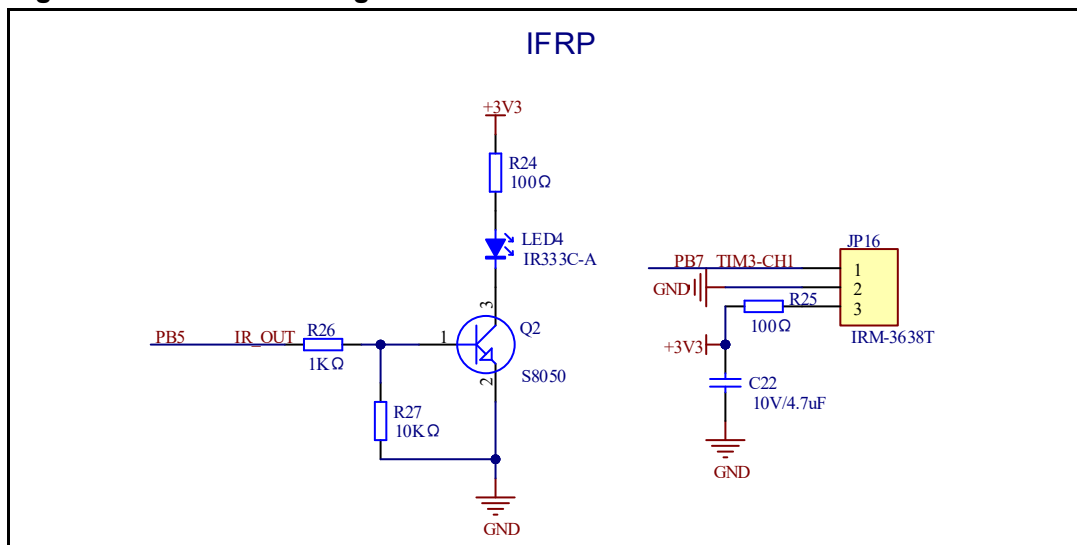 IFRP
+3V3
R24
100Ω
LED4
IR333C-A
3
Q2
S8050
1
2
PB5 IR_OUT
R26
1KΩ
R27
10KΩ
GND
JP16
PB7 TIM3-CH1
1
GND
2
R25
3
100Ω
IRM-3638T
+3V3
C22
10V/4.7uF
GND